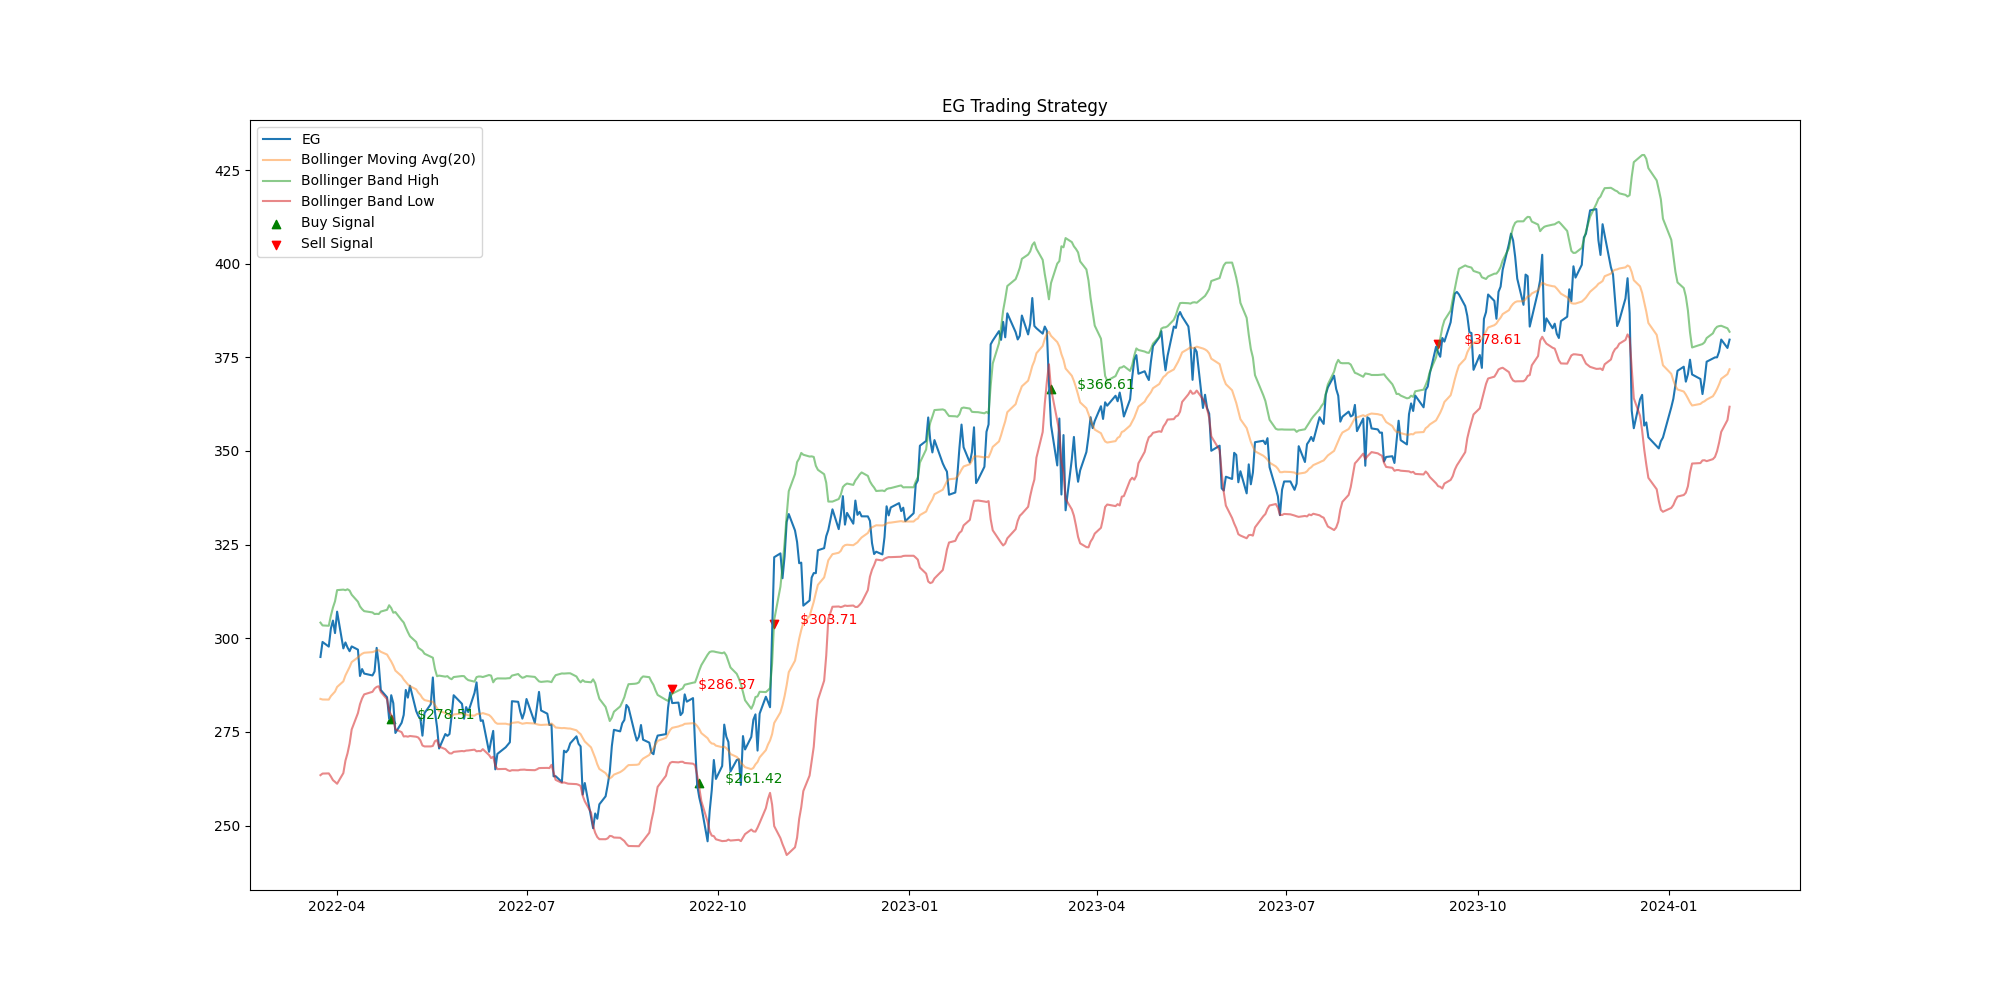 EG Trading Strategy
EG
Bollinger Moving Avg(20)
Bollinger Band High
Bollinger Band Low
Buy Signal
Sell Signal
425
400
375
350
325
300
275
250
$278.51
$286.37
$261.42
$303.71
$366.61
$378.61
2022-04 2022-07 2022-10 2023-01 2023-04 2023-07 2023-10 2024-01